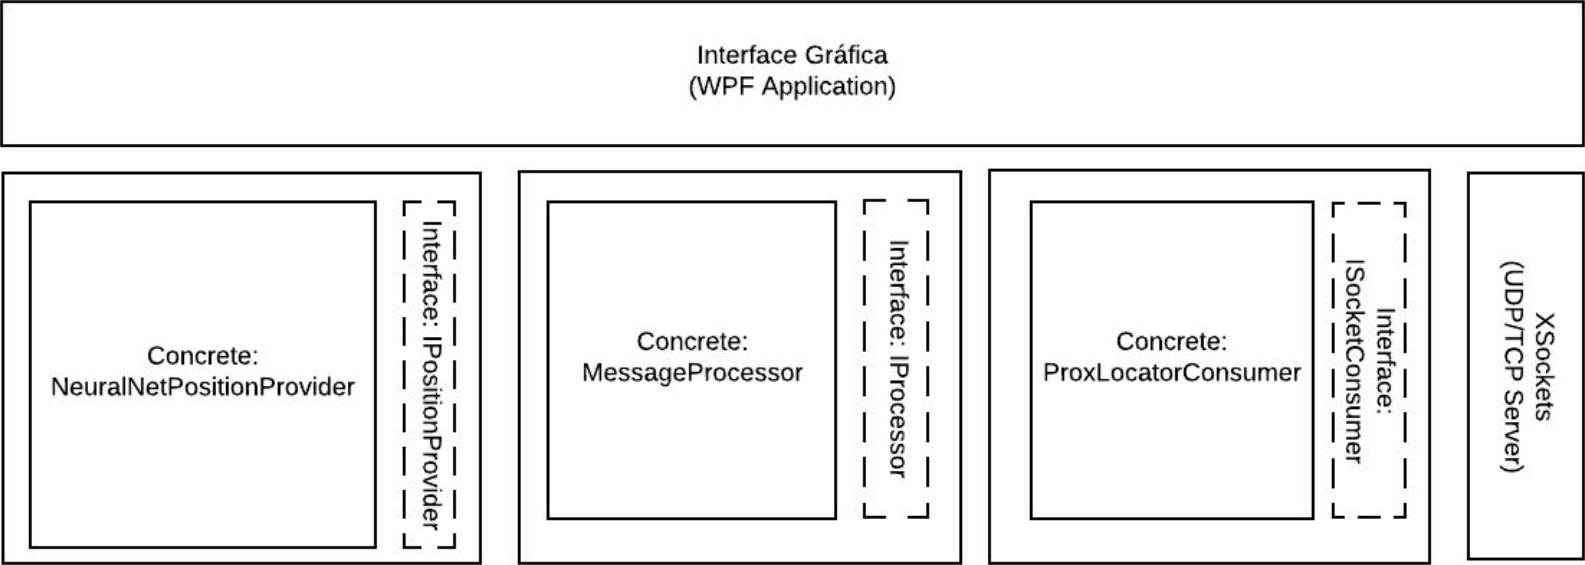 Interface Gráfica
(WPF Application)
Concrete:
NeuralNetPositionProvider
Interface: IPositionProvider
Concrete:
MessageProcessor
Interface: IProcessor
Concrete:
ProxLocatorConsumer
Interface:
ISocketConsumer
XSockets
(UDP/TCP Server)